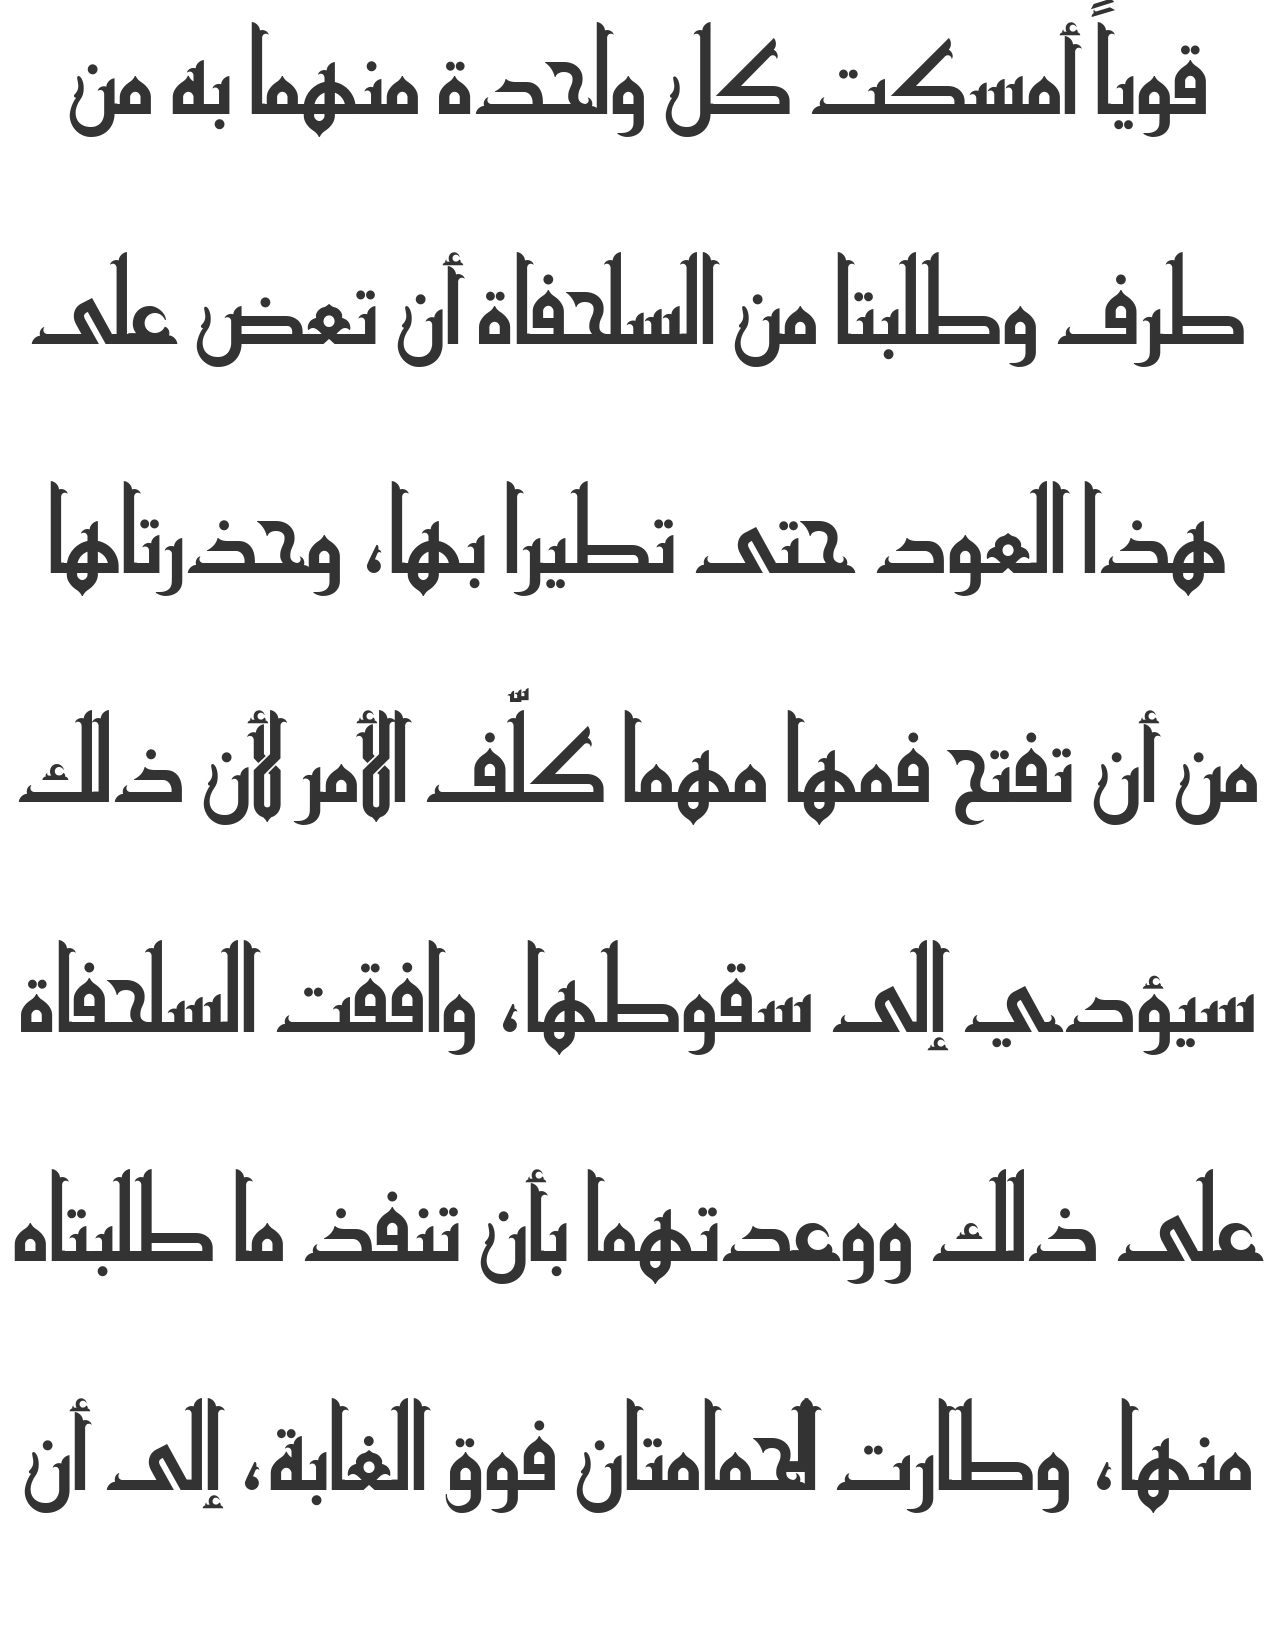 قوياً أمسكت كل واحدة منهما به من
طرف وطلبتا من السلحفاة أن تعض على
هذا العود حتى تطيرا بها، وحذرتاها
من أن تفتح فمها مهما كلّف الأمر لأن ذلك
سيؤدي إلى سقوطها، وافقت السلحفاة
على ذلك ووعدتهما بأن تنفذ ما طلبتاه
منها، وطارت الحمامتان فوق الغابة، إلى أن